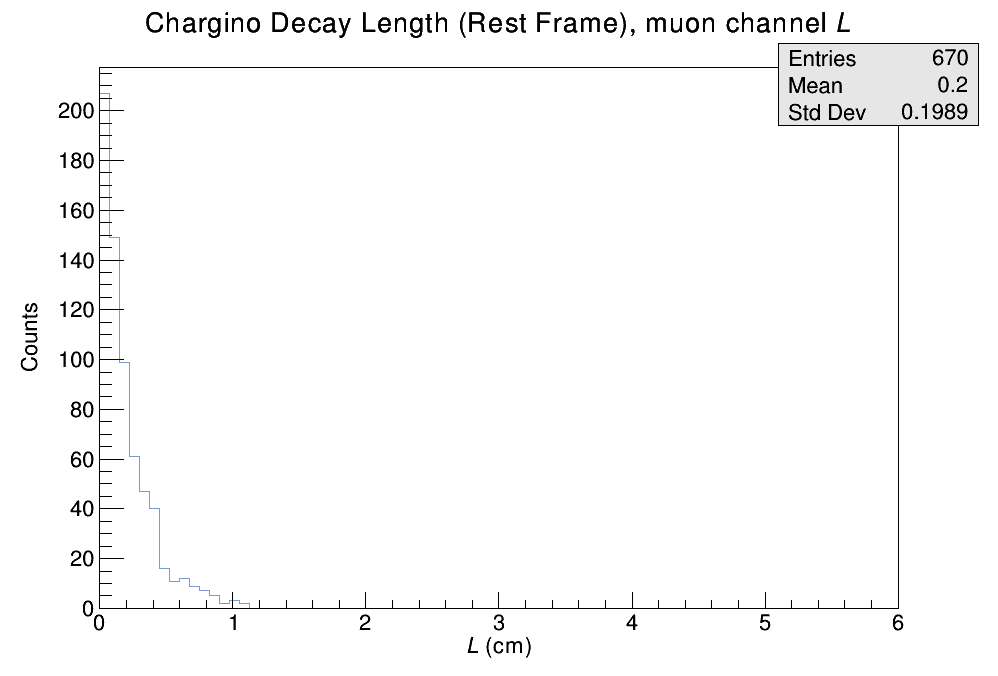 Chargino Decay Length (Rest Frame), muon channel L
Entries 670
Mean 0.2
Std Dev 0.1989
200
180
160
140
120
100
80
60
40
20
0
Counts
0 1 2 3 4 5 6
L (cm)